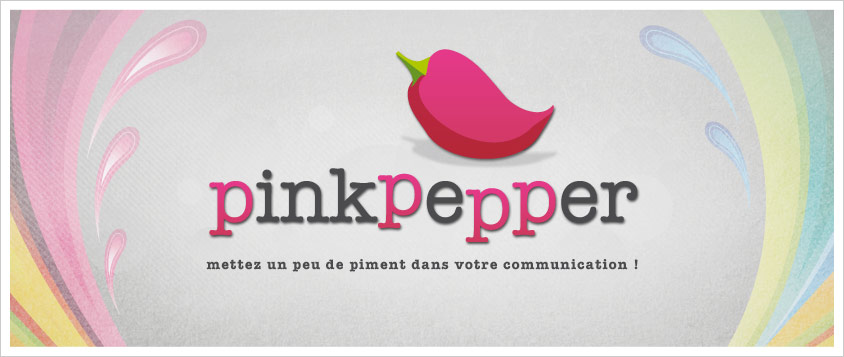 pinkpepper
mettez un peu de piment dans votre communication !